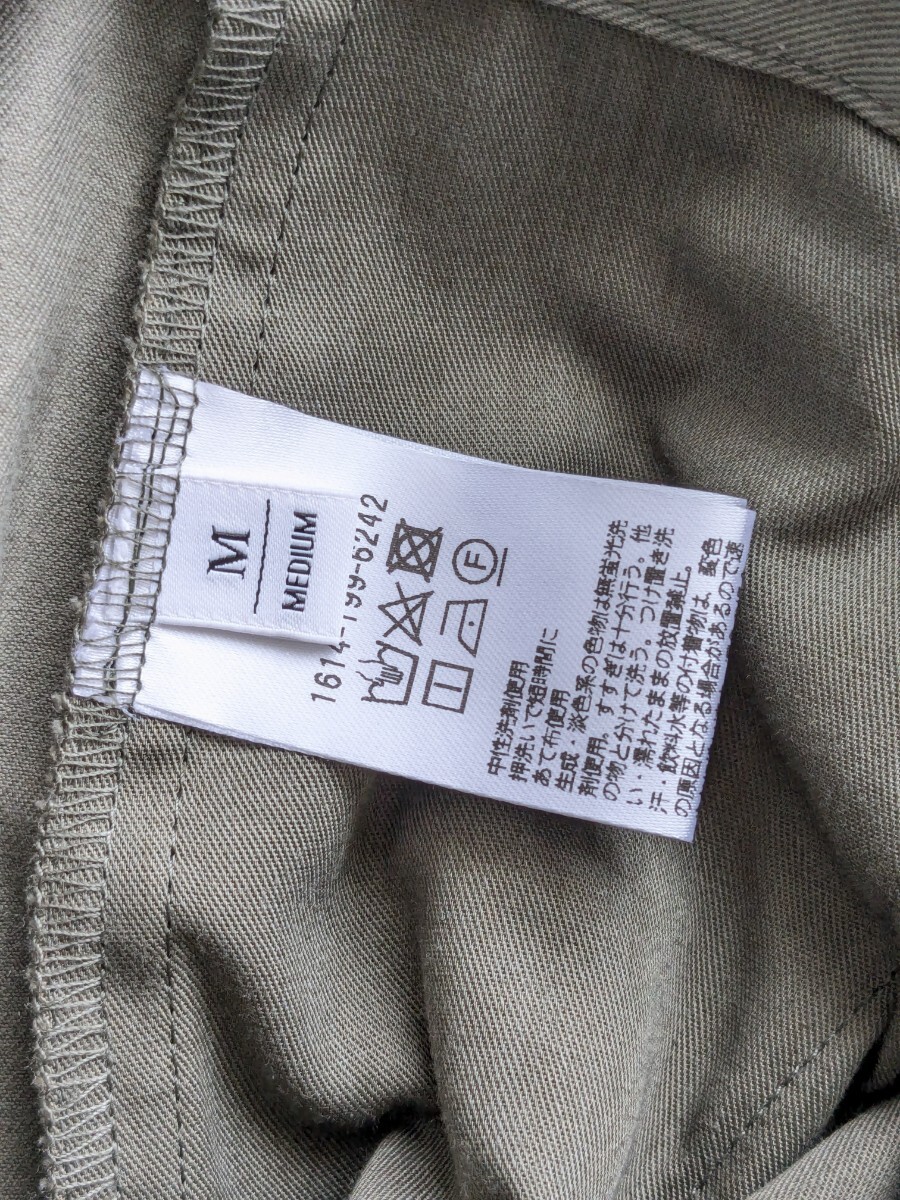 M
MEDIUM
1614-199-6242
F
中性洗剤使用
押洗いで短時間に
あて布使用
生成・淡色系の色物は無蛍光洗
剤使用。すすぎは十分行う。他
の物と分けて洗う。つけ置き洗
い・濡れたままの放置禁止。
汗・飲料水等の付着物は、変色
の原因となる場合があるので速